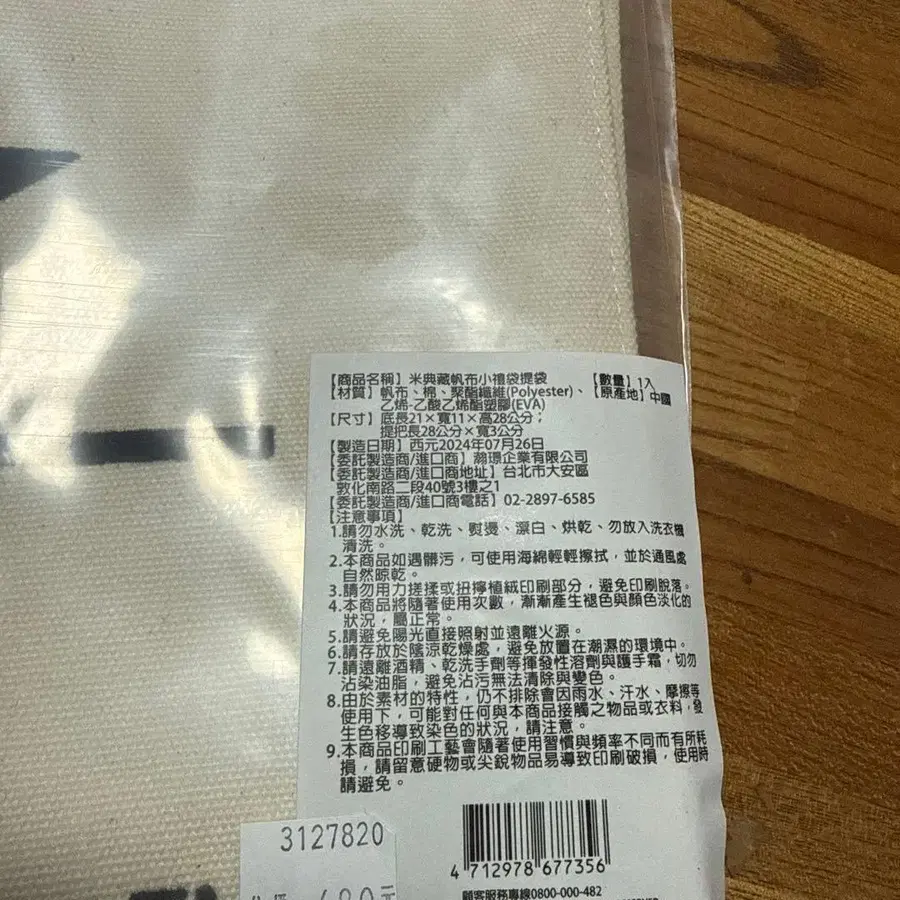 【商品名稱】米典藏帆布小禮袋提袋 【數量】1入
【材質】帆布、棉、聚酯纖維(Polyester)、 【原產地】中國
乙烯-乙酸乙烯酯塑膠(EVA)
【尺寸】底長21×寬11×高28公分；
提把長28公分×寬3公分
【製造日期】西元2024年07月26日
【委託製造商/進口商】瀚璟企業有限公司
【委託製造商/進口商地址】台北市大安區
敦化南路二段40號3樓之1
【委託製造商/進口商電話】02-2897-6585
【注意事項】
1.請勿水洗、乾洗、熨燙、漂白、烘乾、勿放入洗衣機
清洗。
2.本商品如遇髒污，可使用海綿輕輕擦拭，並於通風處
自然晾乾。
3.請勿用力搓揉或扭擰植絨印刷部分，避免印刷脫落。
4.本商品將隨著使用次數，漸漸產生褪色與顏色淡化的
狀況，屬正常。
5.請避免陽光直接照射並遠離火源。
6.請存放於陰涼乾燥處，避免放置在潮濕的環境中。
7.請遠離酒精、乾洗手劑等揮發性溶劑與護手霜，切勿
沾染油脂，避免沾污無法清除與變色。
8.由於素材的特性，仍不排除會因雨水、汗水、摩擦等
使用下，可能對任何與本商品接觸之物品或衣料，發
生色移導致染色的狀況，請注意。
9.本商品印刷工藝會隨著使用習慣與頻率不同而有所耗
損，請留意硬物或尖銳物品易導致印刷破損，使用時
請避免。
3127820
4 712978 677356
顧客服務專線0800-000-482